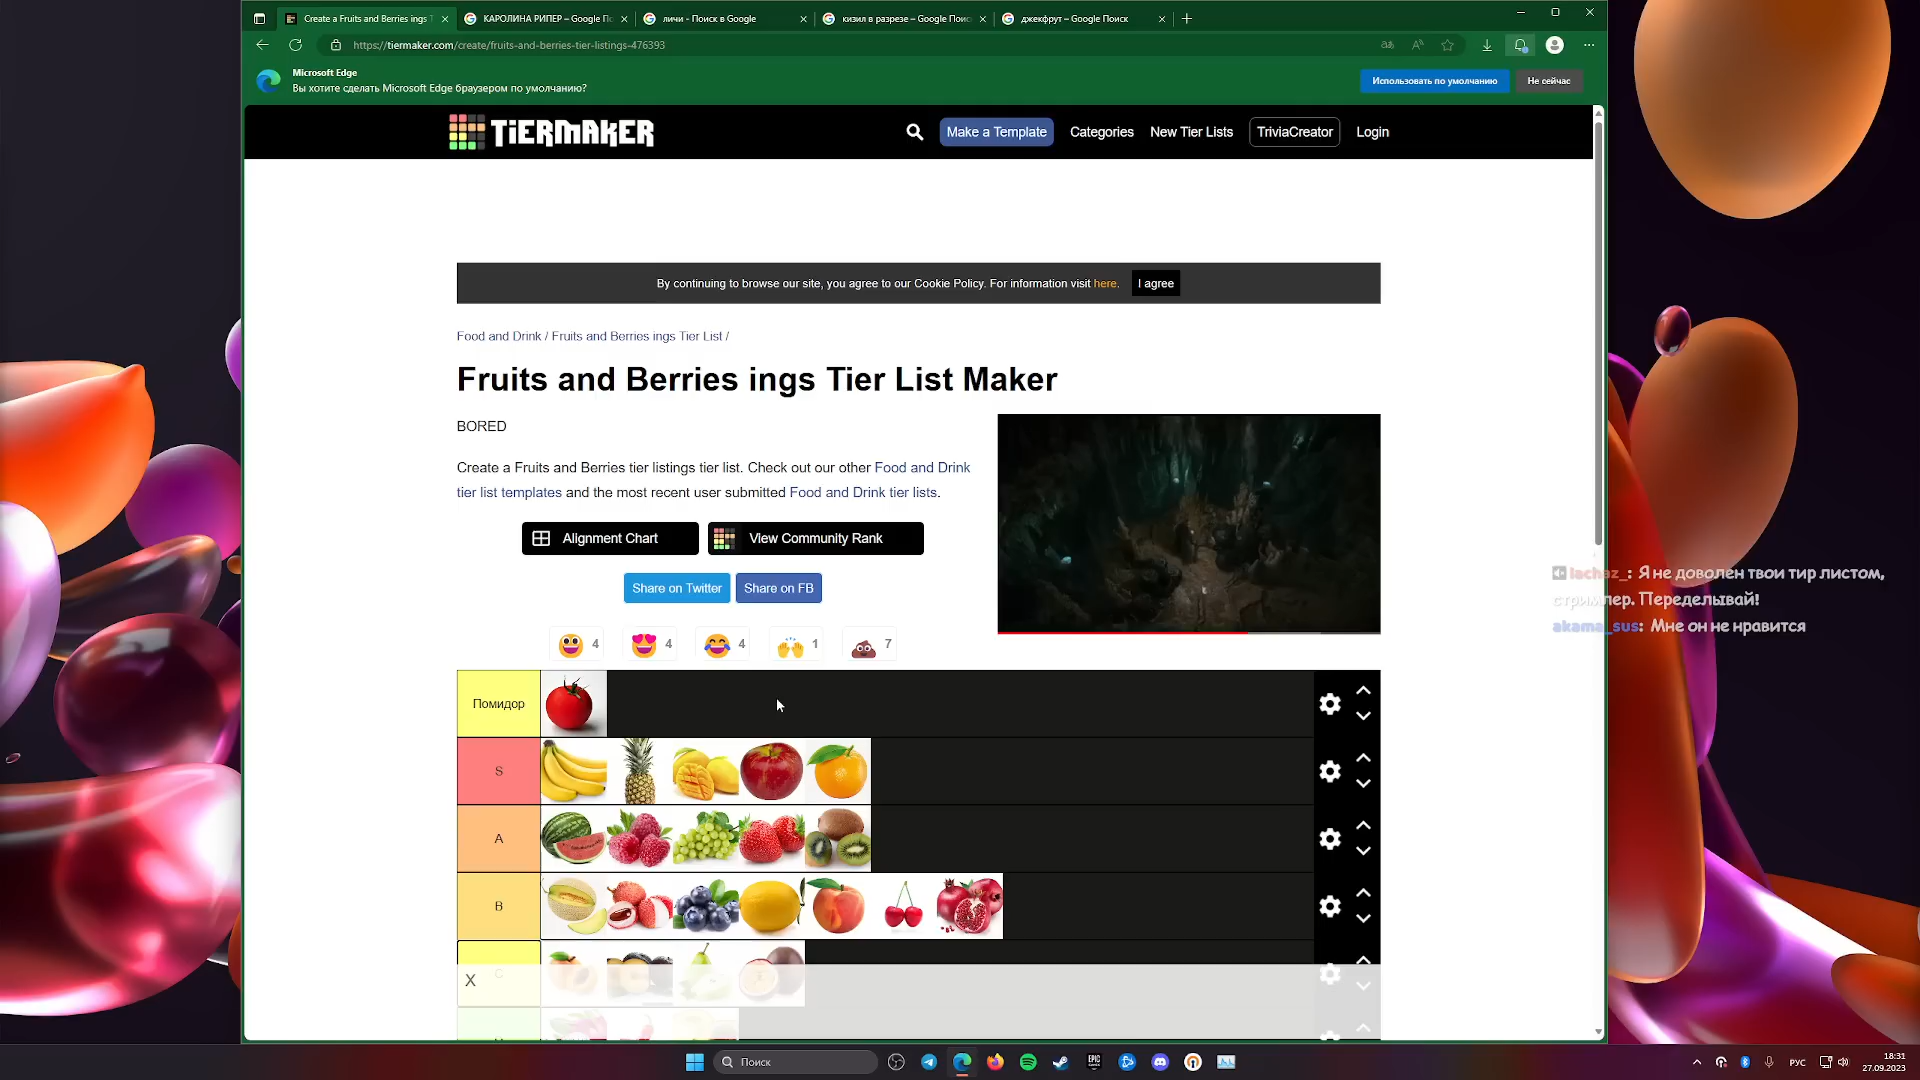 Create a Fruits and Berries ings T
КАРОЛИНА РИПЕР – Google По
личи - Поиск в Google
кизил в разрезе – Google Поис
джекфрут – Google Поиск
https://tiermaker.com/create/fruits-and-berries-tier-listings-476393
Microsoft Edge
Вы хотите сделать Microsoft Edge браузером по умолчанию?
Использовать по умолчанию
Не сейчас
TiERMAKER
Make a Template
Categories
New Tier Lists
TriviaCreator
Login
By continuing to browse our site, you agree to our Cookie Policy. For information visit here.
I agree
Food and Drink / Fruits and Berries ings Tier List /
Fruits and Berries ings Tier List Maker
BORED
Create a Fruits and Berries tier listings tier list. Check out our other Food and Drink
tier list templates and the most recent user submitted Food and Drink tier lists.
Alignment Chart
View Community Rank
Share on Twitter
Share on FB
4
4
4
1
7
lachaz_: Я не доволен твои тир листом,
стримлер. Переделывай!
akama_sus: Мне он не нравится
Помидор
S
A
B
C
X
Поиск
EPIC
РУС
18:31
27.09.2023